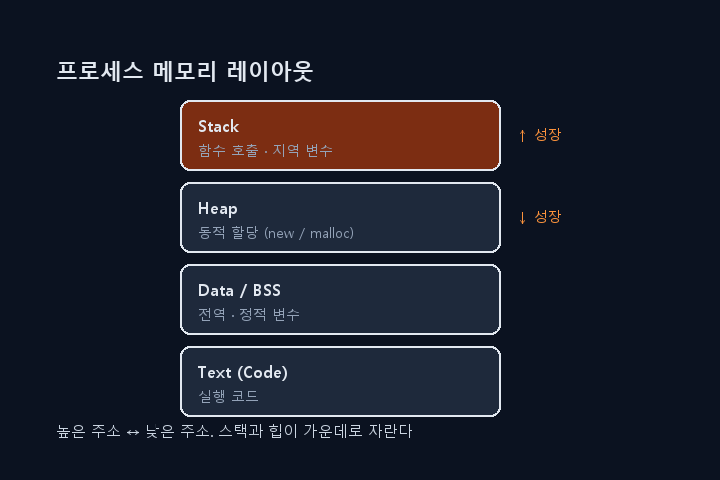 프로세스 메모리 레이아웃
Stack
함수 호출 · 지역 변수
↑ 성장
Heap
동적 할당 (new / malloc)
↓ 성장
Data / BSS
전역 · 정적 변수
Text (Code)
실행 코드
높은 주소 ↔ 낮은 주소. 스택과 힙이 가운데로 자란다